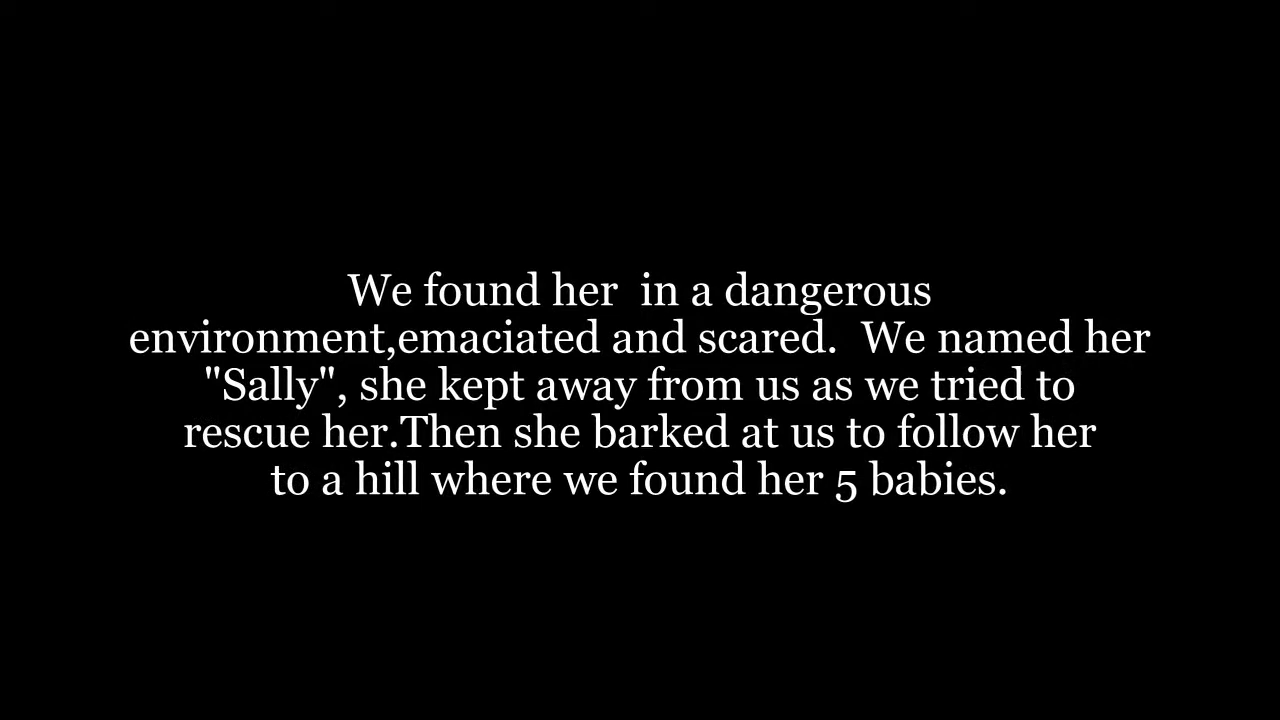 We found her  in a dangerous
environment,emaciated and scared.  We named her
"Sally", she kept away from us as we tried to
rescue her.Then she barked at us to follow her
to a hill where we found her 5 babies.